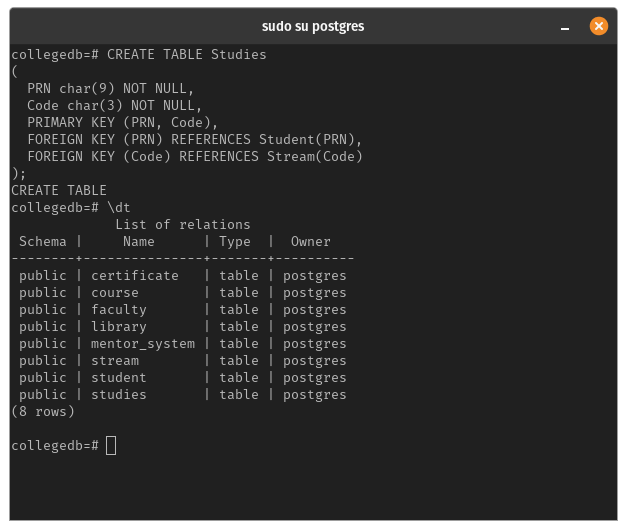 sudo su postgres
collegedb=# CREATE TABLE Studies
(
  PRN char(9) NOT NULL,
  Code char(3) NOT NULL,
  PRIMARY KEY (PRN, Code),
  FOREIGN KEY (PRN) REFERENCES Student(PRN),
  FOREIGN KEY (Code) REFERENCES Stream(Code)
);
CREATE TABLE
collegedb=# \dt
             List of relations
 Schema |     Name      | Type  |  Owner
--------+---------------+-------+----------
 public | certificate   | table | postgres
 public | course        | table | postgres
 public | faculty       | table | postgres
 public | library       | table | postgres
 public | mentor_system | table | postgres
 public | stream        | table | postgres
 public | student       | table | postgres
 public | studies       | table | postgres
(8 rows)

collegedb=#